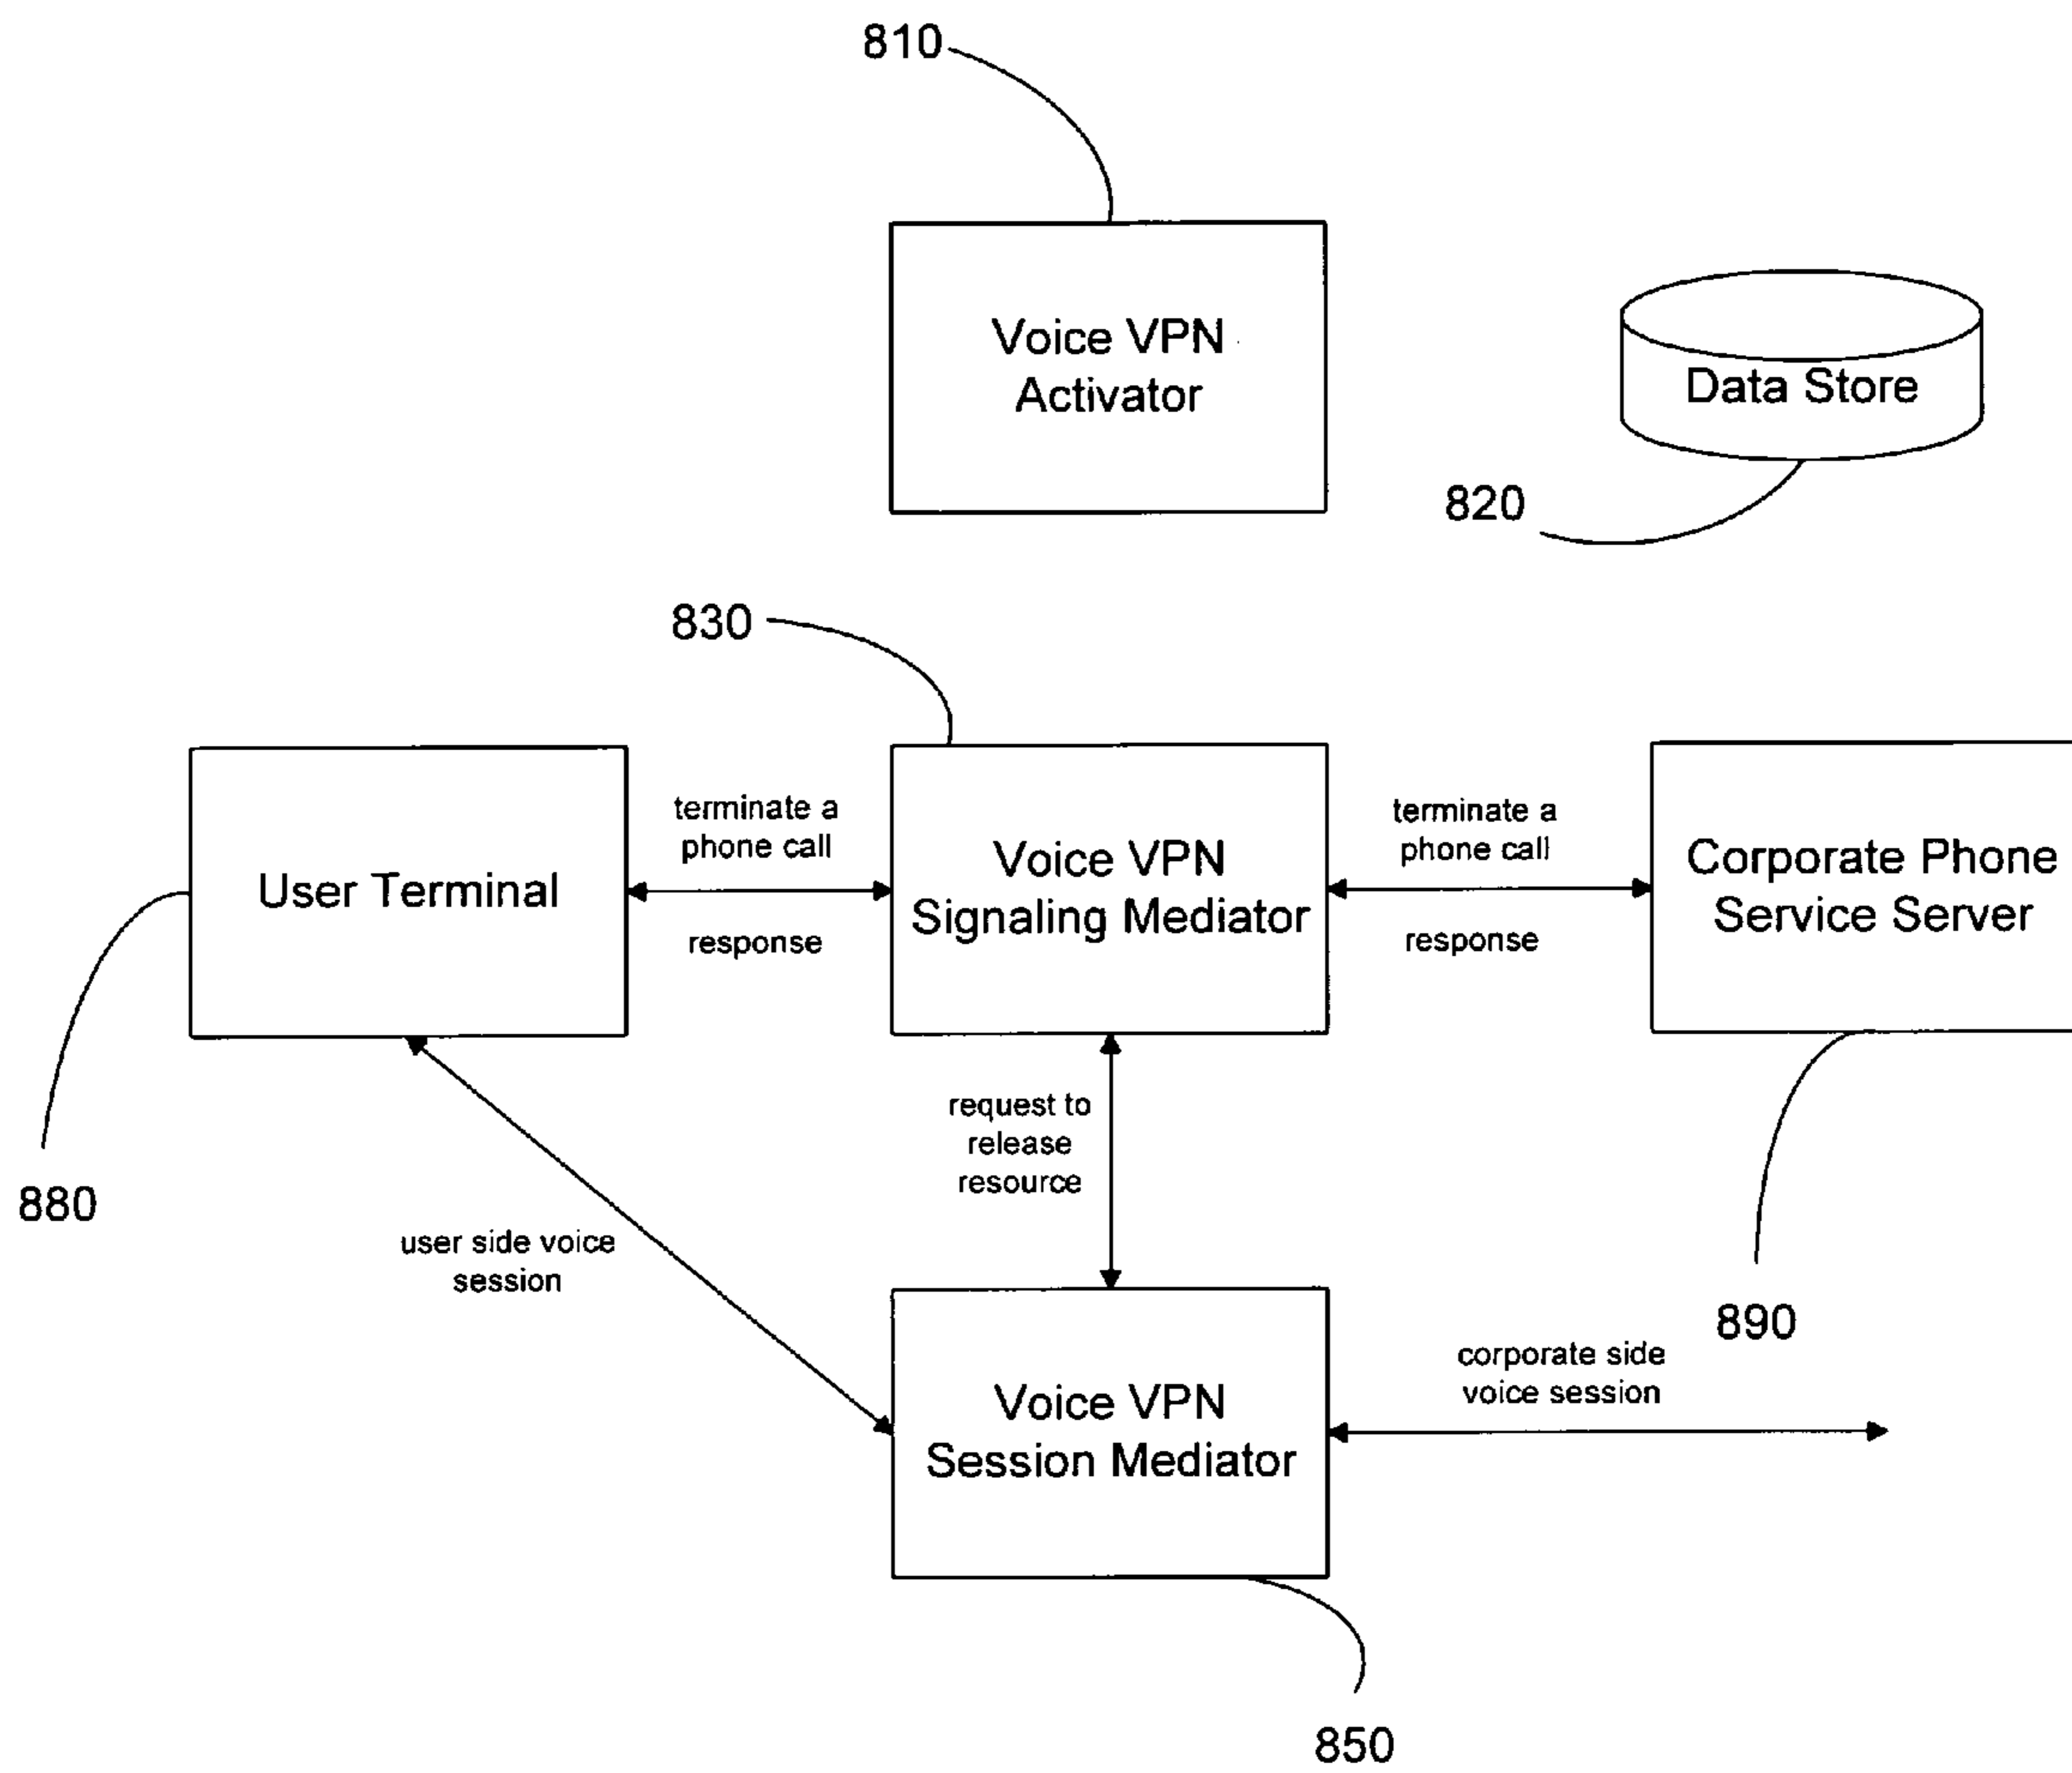 810
Voice VPN
Activator
Data Store
820
830
User Terminal
terminate a
phone call
response
Voice VPN
Signaling Mediator
terminate a
phone call
response
Corporate Phone
Service Server
880
user side voice
session
request to
release
resource
890
Voice VPN
Session Mediator
corporate side
voice session
850